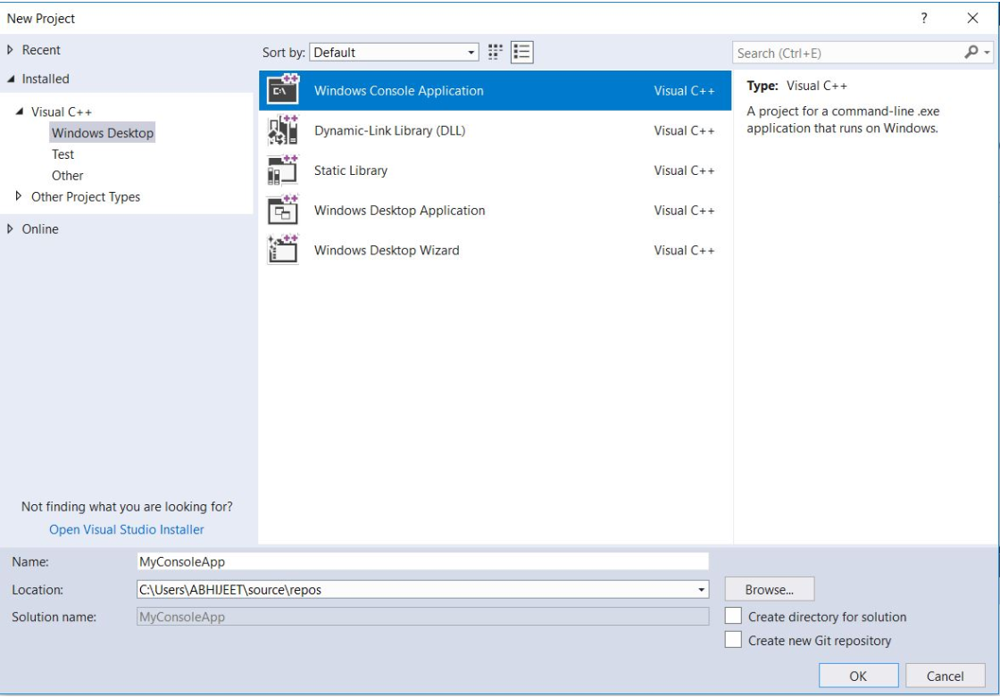 New Project
?
Recent
Installed
Visual C++
Windows Desktop
Test
Other
Other Project Types
Online
Not finding what you are looking for?
Open Visual Studio Installer
Sort by: Default
Windows Console Application Visual C++
Dynamic-Link Library (DLL) Visual C++
Static Library Visual C++
Windows Desktop Application Visual C++
Windows Desktop Wizard Visual C++
Search (Ctrl+E)
Type: Visual C++
A project for a command-line .exe
application that runs on Windows.
Name: MyConsoleApp
Location: C:\Users\ABHIJEET\source\repos Browse...
Solution name: MyConsoleApp Create directory for solution
Create new Git repository
OK Cancel